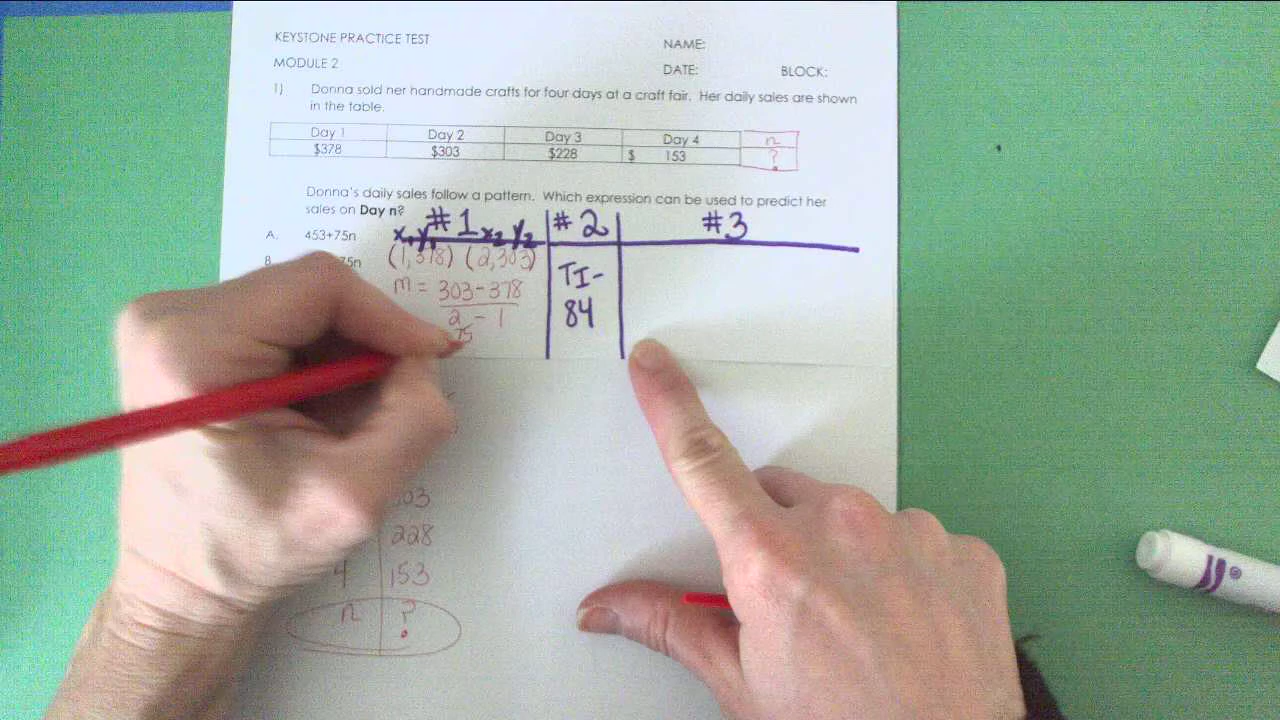 KEYSTONE PRACTICE TEST
NAME:
MODULE 2
DATE: BLOCK:
1) Donna sold her handmade crafts for four days at a craft fair. Her daily sales are shown
in the table.
Day 1 Day 2 Day 3 Day 4 n
$378 $303 $228 $ 153 ?
Donna's daily sales follow a pattern. Which expression can be used to predict her
sales on Day n?
#1 #2 #3
A. 453+75n
x₁ y₁ x₂ y₂
(1, 378) (2, 303)
B. 75n
m = 303 - 378
2 - 1
TI-
84
303
228
4 153
n ?